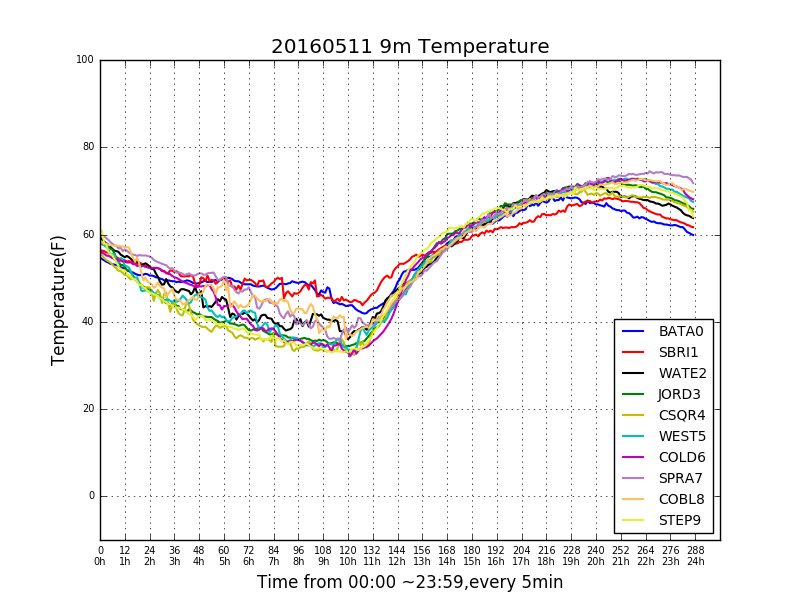 20160511 9m Temperature
100
80
60
40
20
0
Temperature(F)
BATA0
SBRI1
WATE2
JORD3
CSQR4
WEST5
COLD6
SPRA7
COBL8
STEP9
0 12 24 36 48 60 72 84 96 108 120 132 144 156 168 180 192 204 216 228 240 252 264 276 288
0h 1h 2h 3h 4h 5h 6h 7h 8h 9h 10h 11h 12h 13h 14h 15h 16h 17h 18h 19h 20h 21h 22h 23h 24h
Time from 00:00 ~23:59,every 5min